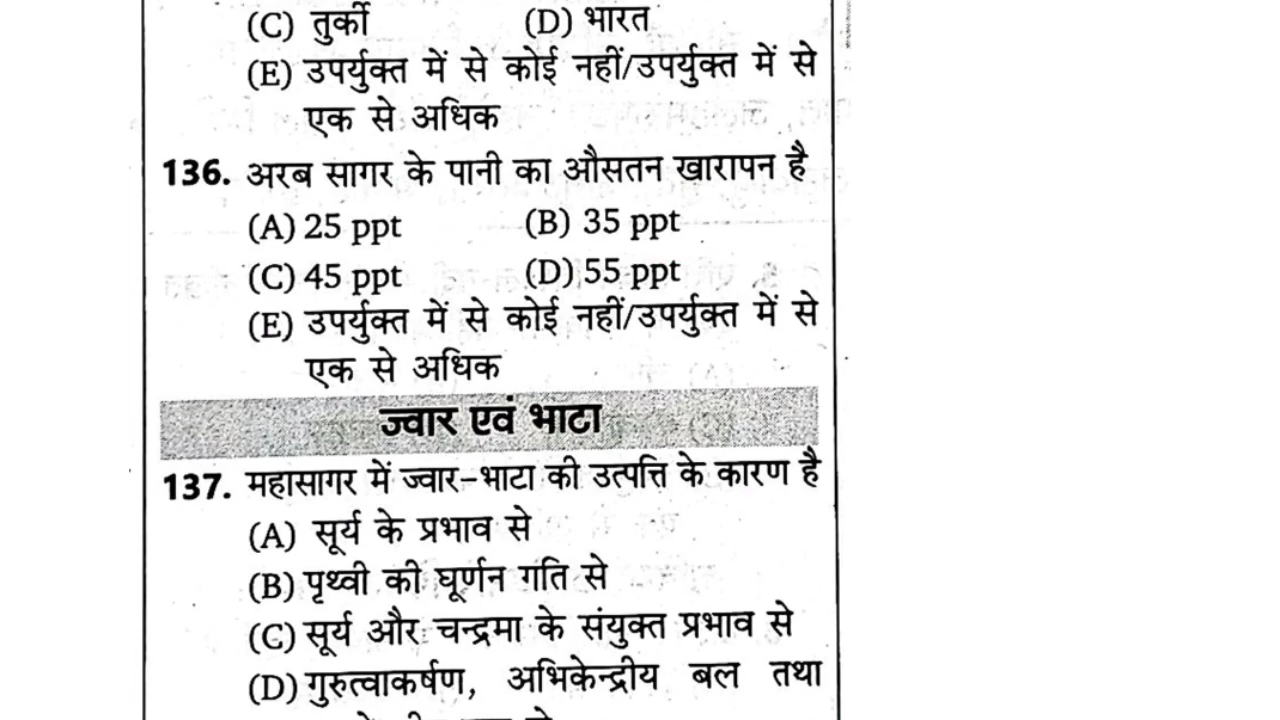 (C) तुर्की (D) भारत
(E) उपर्युक्त में से कोई नहीं/उपर्युक्त में से
एक से अधिक
136. अरब सागर के पानी का औसतन खारापन है
(A) 25 ppt (B) 35 ppt
(C) 45 ppt (D) 55 ppt
(E) उपर्युक्त में से कोई नहीं/उपर्युक्त में से
एक से अधिक
ज्वार एवं भाटा
137. महासागर में ज्वार-भाटा की उत्पत्ति के कारण है
(A) सूर्य के प्रभाव से
(B) पृथ्वी की घूर्णन गति से
(C) सूर्य और चन्द्रमा के संयुक्त प्रभाव से
(D) गुरुत्वाकर्षण, अभिकेन्द्रीय बल तथा